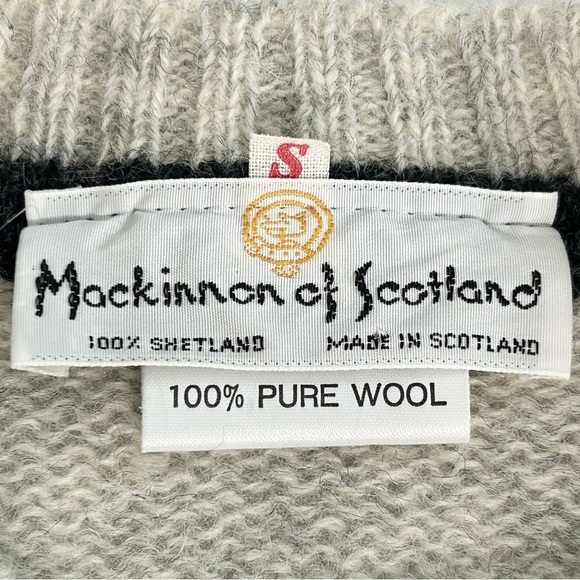 S
Mackinnon of Scotland
100% SHETLAND MADE IN SCOTLAND
100% PURE WOOL